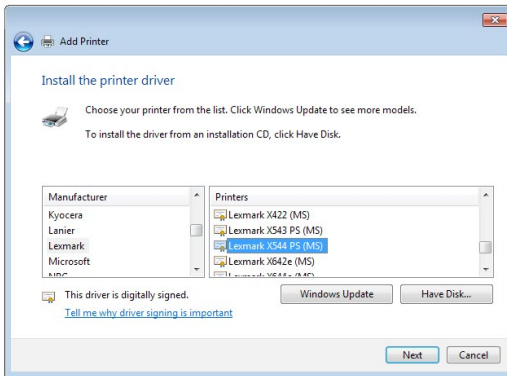 Add Printer
Install the printer driver
Choose your printer from the list. Click Windows Update to see more models.
To install the driver from an installation CD, click Have Disk.
Manufacturer
Kyocera
Lanier
Lexmark
Microsoft
Printers
Lexmark X422 (MS)
Lexmark X543 PS (MS)
Lexmark X544 PS (MS)
Lexmark X642e (MS)
This driver is digitally signed.
Tell me why driver signing is important
Windows Update
Have Disk...
Next
Cancel